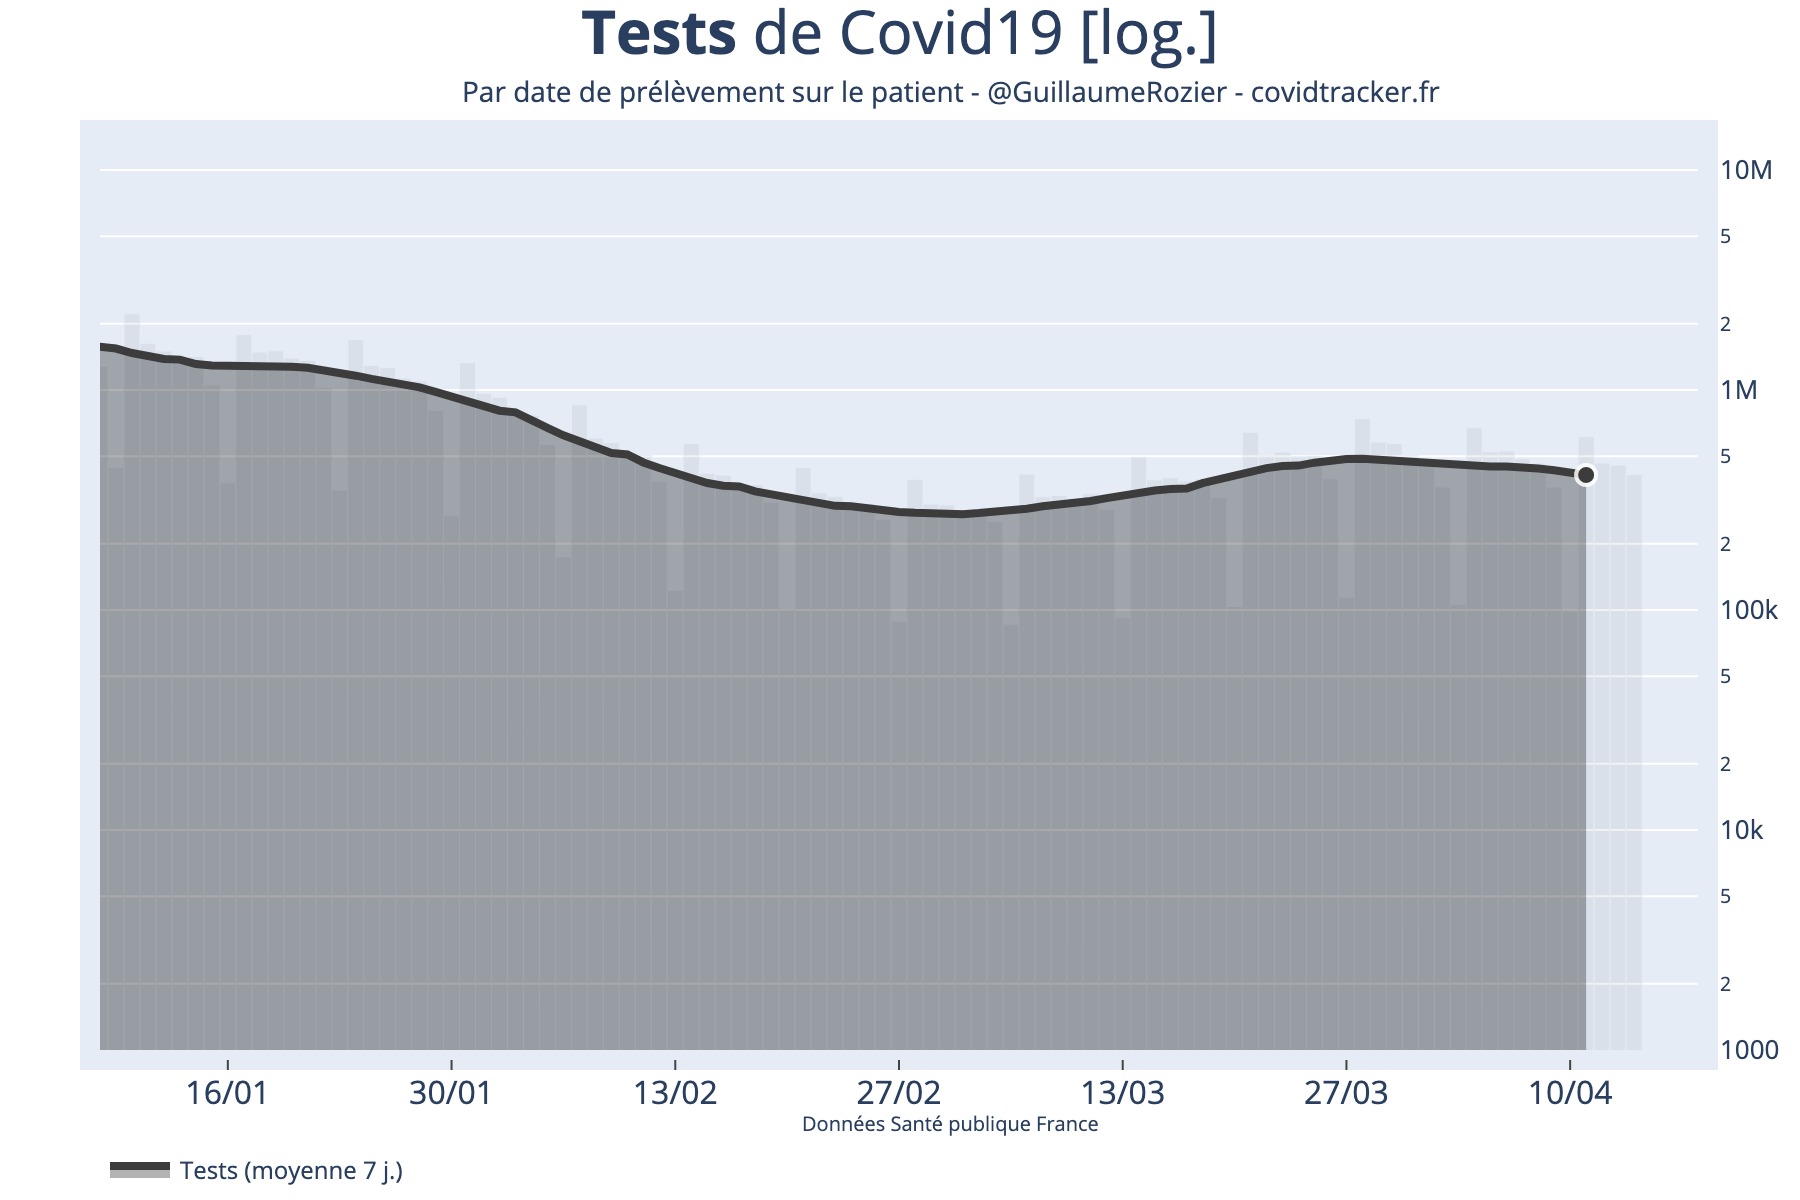 Tests de Covid19 [log.]
Par date de prélèvement sur le patient - @GuillaumeRozier - covidtracker.fr
10M
5
2
1M
5
2
100k
5
2
10k
5
2
1000
16/01 30/01 13/02 27/02 13/03 27/03 10/04
Données Santé publique France
Tests (moyenne 7 j.)